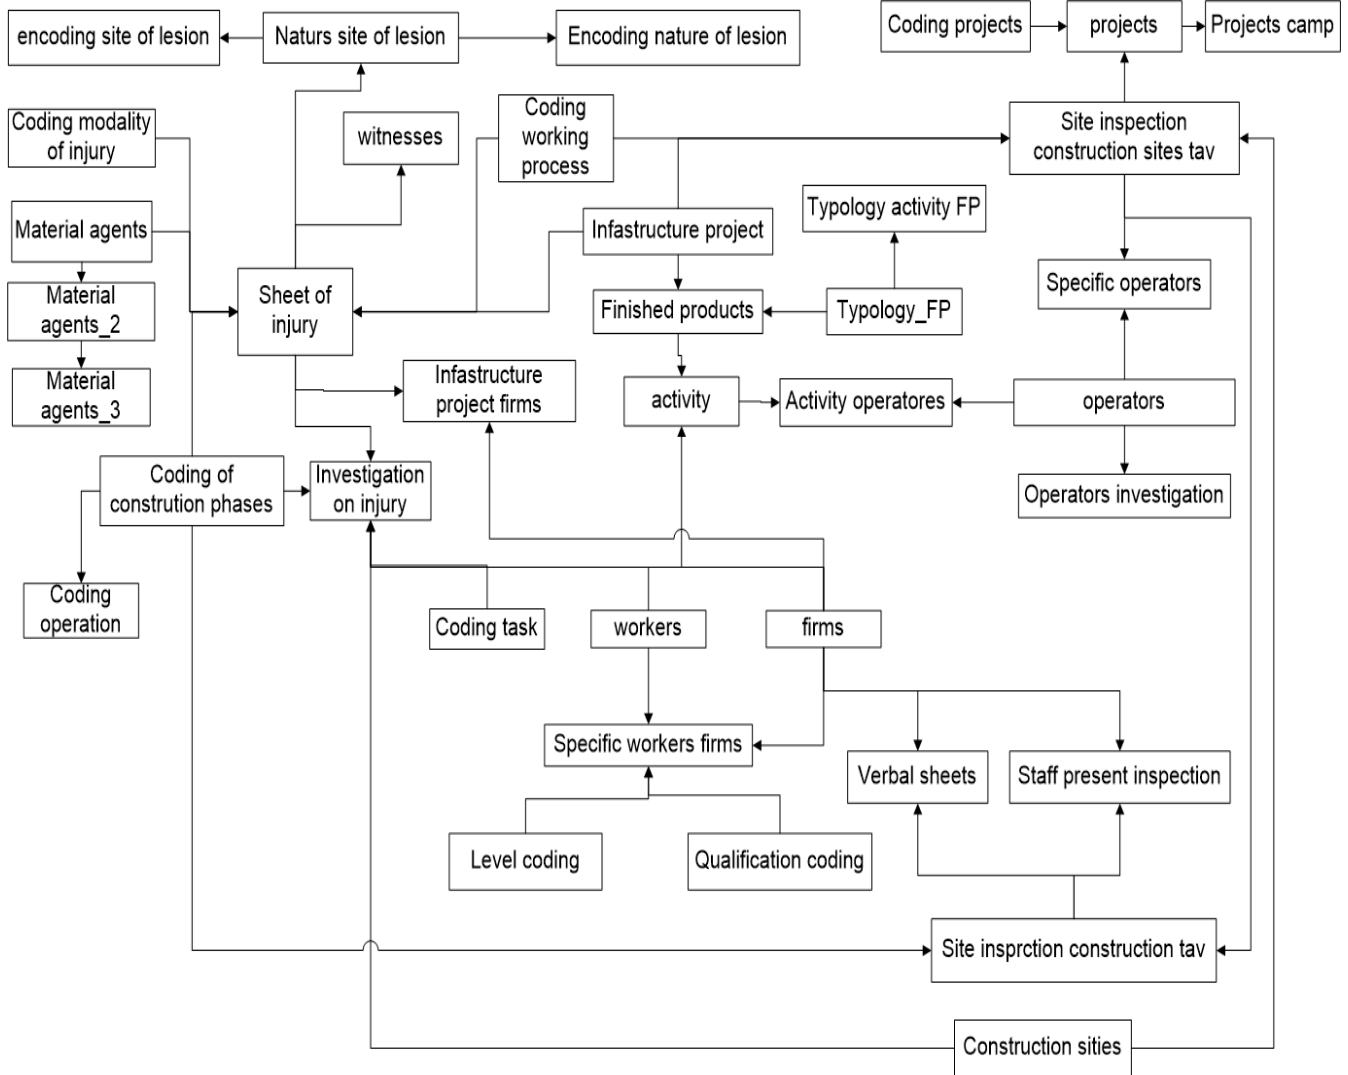 encoding site of lesion
Naturs site of lesion
Encoding nature of lesion
Coding projects
projects
Projects camp
Coding modality
of injury
witnesses
Coding
working
process
Site inspection
construction sites tav
Material agents
Infastructure project
Typology activity FP
Material
agents_2
Sheet of
injury
Finished products
Typology_FP
Specific operators
Material
agents_3
Infastructure
project firms
activity
Activity operatores
operators
Coding of
constrution phases
Investigation
on injury
Operators investigation
Coding
operation
Coding task
workers
firms
Specific workers firms
Verbal sheets
Staff present inspection
Level coding
Qualification coding
Site insprction construction tav
Construction sities